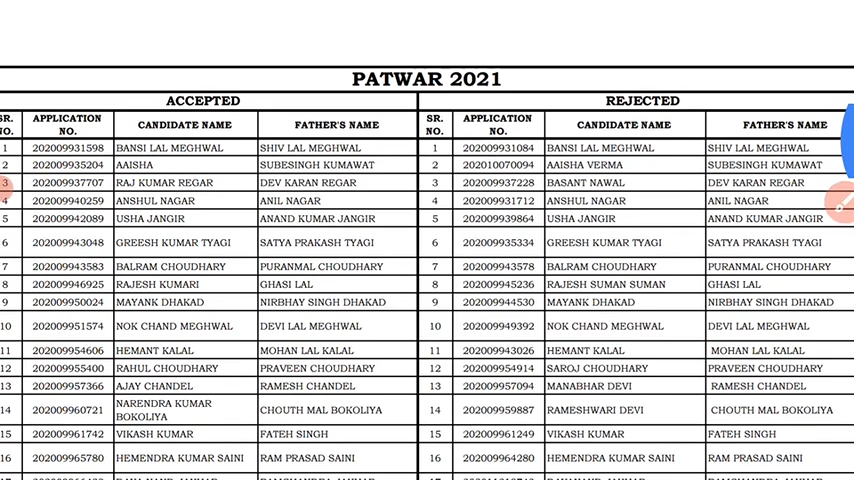 PATWAR 2021
ACCEPTED REJECTED
SR. NO. APPLICATION NO. CANDIDATE NAME FATHER'S NAME SR. NO. APPLICATION NO. CANDIDATE NAME FATHER'S NAME
1 202009931598 BANSI LAL MEGHWAL SHIV LAL MEGHWAL 1 202009931084 BANSI LAL MEGHWAL SHIV LAL MEGHWAL
2 202009935204 AAISHA SUBESINGH KUMAWAT 2 202010070094 AAISHA VERMA SUBESINGH KUMAWAT
3 202009937707 RAJ KUMAR REGAR DEV KARAN REGAR 3 202009937228 BASANT NAWAL DEV KARAN REGAR
4 202009940259 ANSHUL NAGAR ANIL NAGAR 4 202009931712 ANSHUL NAGAR ANIL NAGAR
5 202009942089 USHA JANGIR ANAND KUMAR JANGIR 5 202009939864 USHA JANGIR ANAND KUMAR JANGIR
6 202009943048 GREESH KUMAR TYAGI SATYA PRAKASH TYAGI 6 202009935334 GREESH KUMAR TYAGI SATYA PRAKASH TYAGI
7 202009943583 BALRAM CHOUDHARY PURANMAL CHOUDHARY 7 202009943578 BALRAM CHOUDHARY PURANMAL CHOUDHARY
8 202009946925 RAJESH KUMARI GHASI LAL 8 202009945236 RAJESH SUMAN SUMAN GHASI LAL
9 202009950024 MAYANK DHAKAD NIRBHAY SINGH DHAKAD 9 202009944530 MAYANK DHAKAD NIRBHAY SINGH DHAKAD
10 202009951574 NOK CHAND MEGHWAL DEVI LAL MEGHWAL 10 202009949392 NOK CHAND MEGHWAL DEVI LAL MEGHWAL
11 202009954606 HEMANT KALAL MOHAN LAL KALAL 11 202009943026 HEMANT KALAL MOHAN LAL KALAL
12 202009955400 RAHUL CHOUDHARY PRAVEEN CHOUDHARY 12 202009954914 SAROJ CHOUDHARY PRAVEEN CHOUDHARY
13 202009957366 AJAY CHANDEL RAMESH CHANDEL 13 202009957094 MANABHAR DEVI RAMESH CHANDEL
14 202009960721 NARENDRA KUMAR BOKOLIYA CHOUTH MAL BOKOLIYA 14 202009959887 RAMESHWARI DEVI CHOUTH MAL BOKOLIYA
15 202009961742 VIKASH KUMAR FATEH SINGH 15 202009961249 VIKASH KUMAR FATEH SINGH
16 202009965780 HEMENDRA KUMAR SAINI RAM PRASAD SAINI 16 202009964280 HEMENDRA KUMAR SAINI RAM PRASAD SAINI